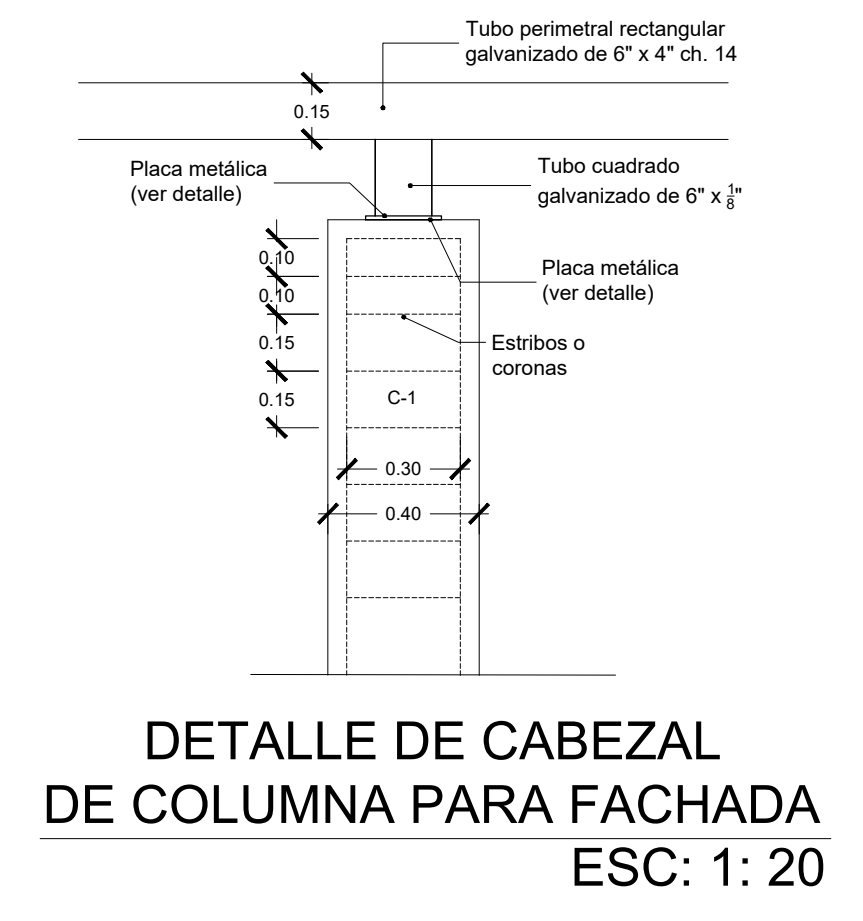 Tubo perimetral rectangular
galvanizado de 6" x 4" ch. 14
0.15
Placa metálica
(ver detalle)
Tubo cuadrado
galvanizado de 6" x 1/8"
0.10
0.10
Placa metálica
(ver detalle)
0.15
Estribos o
coronas
0.15
C-1
0.30
0.40
DETALLE DE CABEZAL
DE COLUMNA PARA FACHADA
ESC: 1: 20